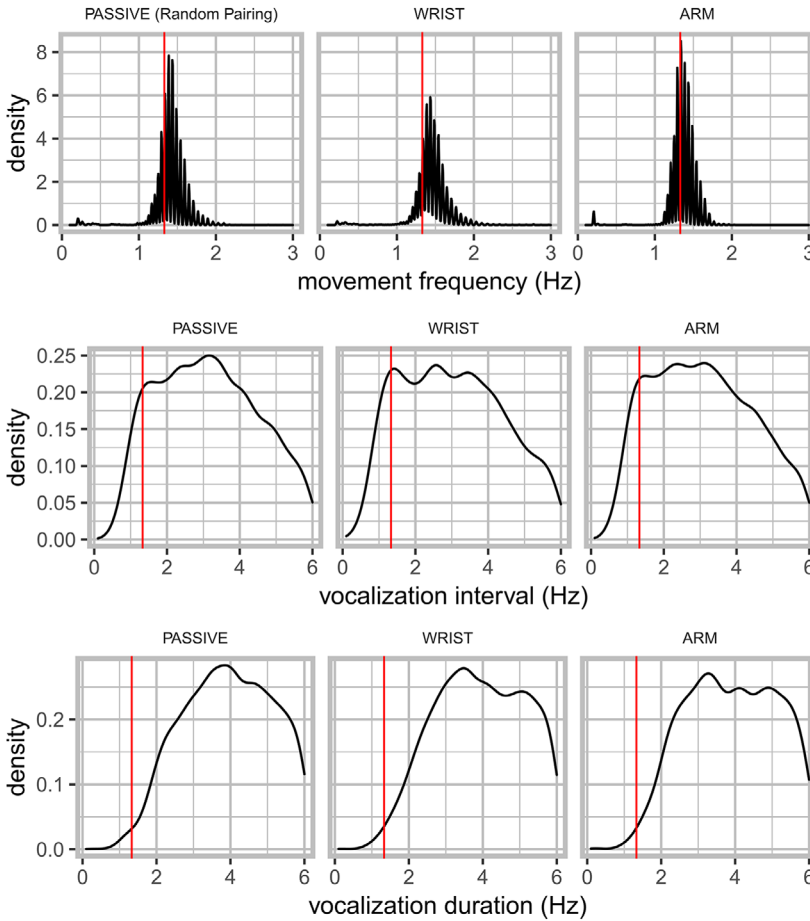 PASSIVE (Random Pairing) WRIST ARM
8
6
4
2
0
density
0 1 2 3 0 1 2 3 0 1 2 3
movement frequency (Hz)
PASSIVE WRIST ARM
0.25
0.20
0.15
0.10
0.05
0.00
density
0 2 4 6 0 2 4 6 0 2 4 6
vocalization interval (Hz)
PASSIVE WRIST ARM
0.2
0.1
0.0
density
0 2 4 6 0 2 4 6 0 2 4 6
vocalization duration (Hz)